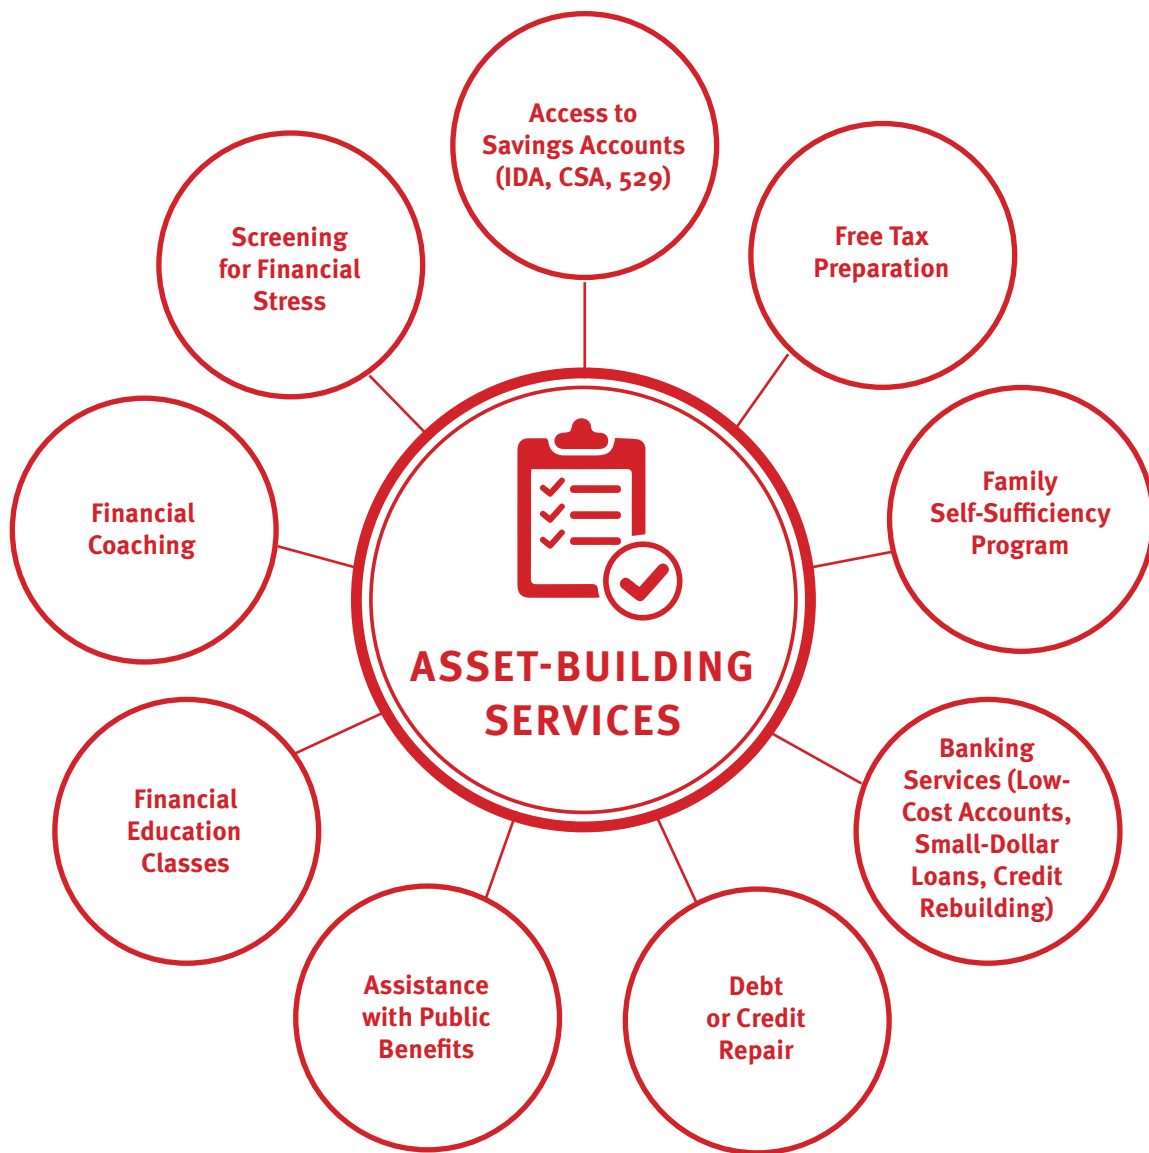 Access to
Savings Accounts
(IDA, CSA, 529)
Free Tax
Preparation
Family
Self-Sufficiency
Program
Banking
Services (Low-
Cost Accounts,
Small-Dollar
Loans, Credit
Rebuilding)
Debt
or Credit
Repair
Assistance
with Public
Benefits
Financial
Education
Classes
Financial
Coaching
Screening
for Financial
Stress
ASSET-BUILDING
SERVICES